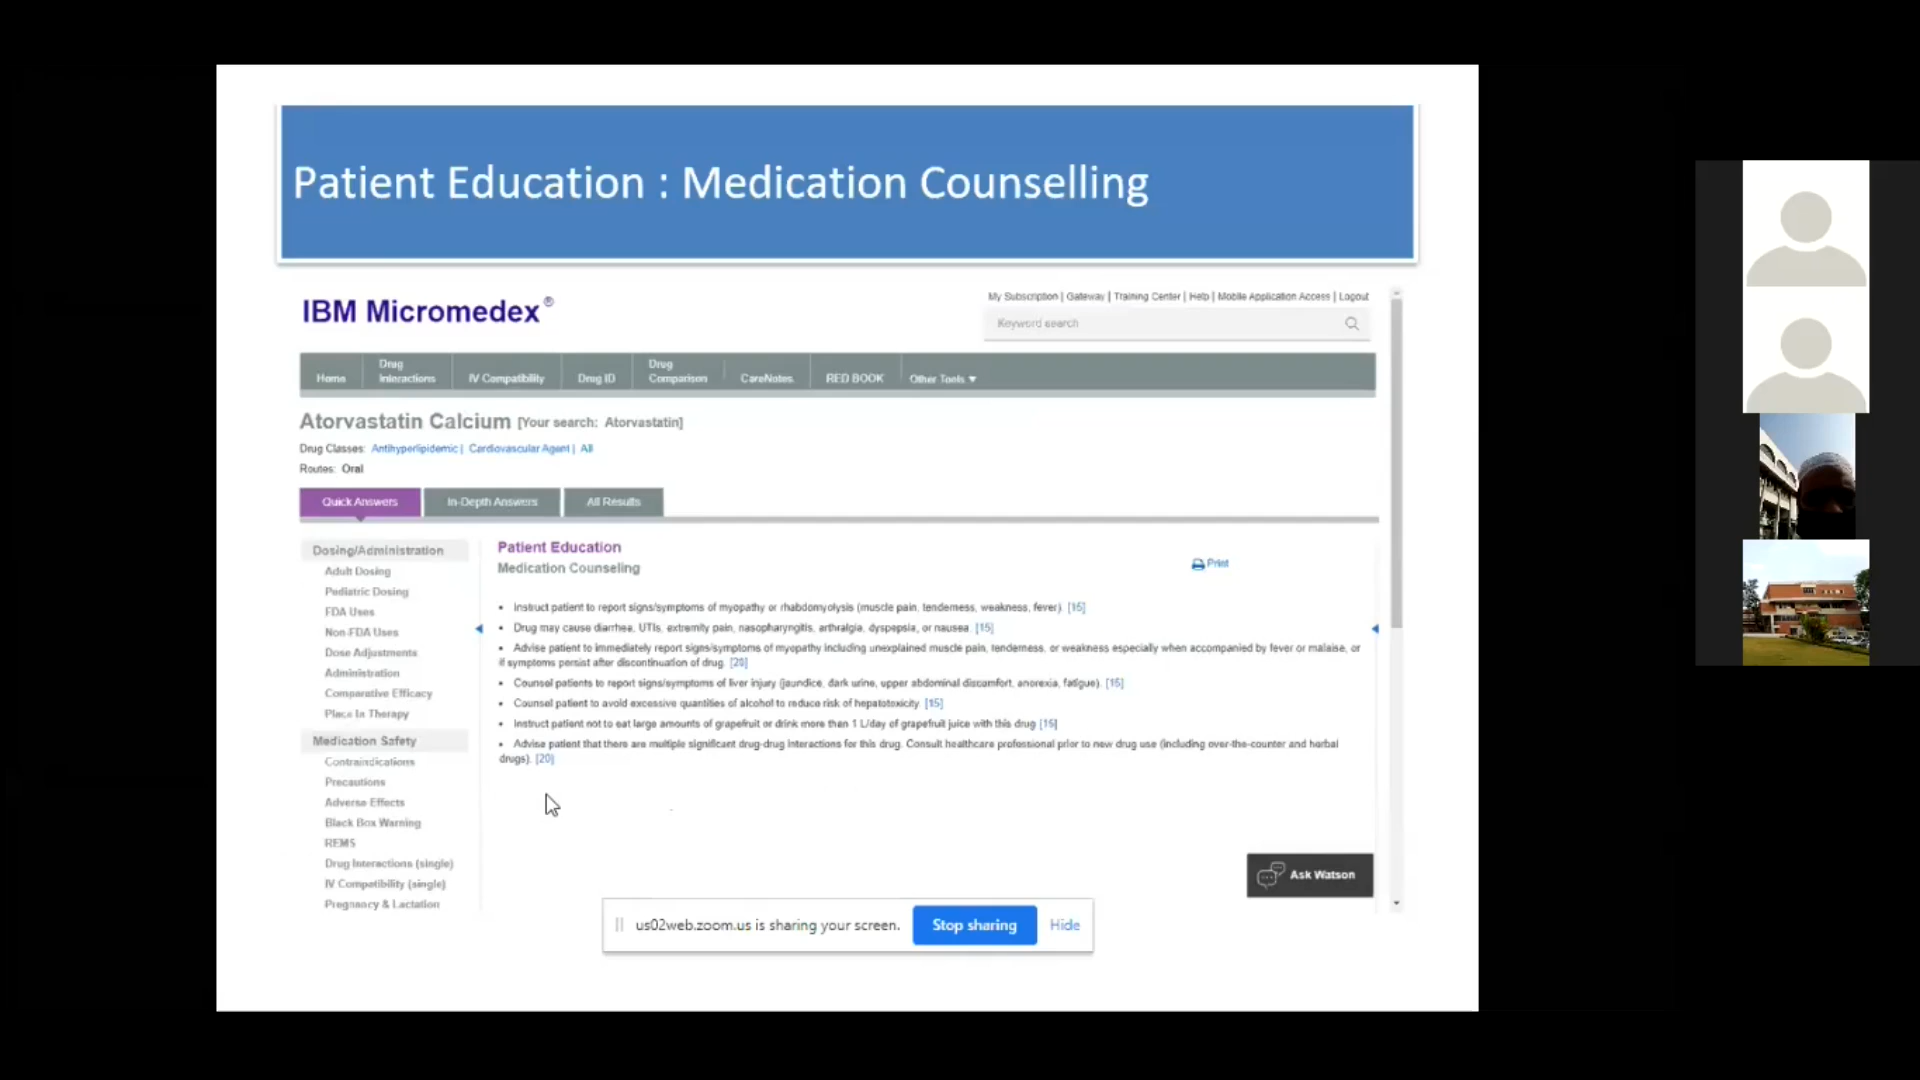 Patient Education : Medication Counselling
IBM Micromedex®
My Subscription | Gateway | Training Center | Help | Mobile Application Access | Logout
Keyword search
Home
Drug
Interactions
IV Compatibility
Drug ID
Drug
Comparison
CareNotes
RED BOOK
Other Tools ▼
Atorvastatin Calcium [Your search: Atorvastatin]
Drug Classes: Antihyperlipidemic | Cardiovascular Agent | All
Routes: Oral
Quick Answers
In-Depth Answers
All Results
Dosing/Administration
Adult Dosing
Pediatric Dosing
FDA Uses
Non-FDA Uses
Dose Adjustments
Administration
Comparative Efficacy
Place In Therapy
Medication Safety
Contraindications
Precautions
Adverse Effects
Black Box Warning
REMS
Drug Interactions (single)
IV Compatibility (single)
Pregnancy & Lactation
Patient Education
Medication Counseling
Print
• Instruct patient to report signs/symptoms of myopathy or rhabdomyolysis (muscle pain, tenderness, weakness, fever). [15]
• Drug may cause diarrhea, UTIs, extremity pain, nasopharyngitis, arthralgia, dyspepsia, or nausea. [15]
• Advise patient to immediately report signs/symptoms of myopathy including unexplained muscle pain, tenderness, or weakness especially when accompanied by fever or malaise, or
if symptoms persist after discontinuation of drug. [20]
• Counsel patients to report signs/symptoms of liver injury (jaundice, dark urine, upper abdominal discomfort, anorexia, fatigue). [15]
• Counsel patient to avoid excessive quantities of alcohol to reduce risk of hepatotoxicity. [15]
• Instruct patient not to eat large amounts of grapefruit or drink more than 1 L/day of grapefruit juice with this drug [15]
• Advise patient that there are multiple significant drug-drug interactions for this drug. Consult healthcare professional prior to new drug use (including over-the-counter and herbal
drugs). [20]
Ask Watson
us02web.zoom.us is sharing your screen.
Stop sharing
Hide